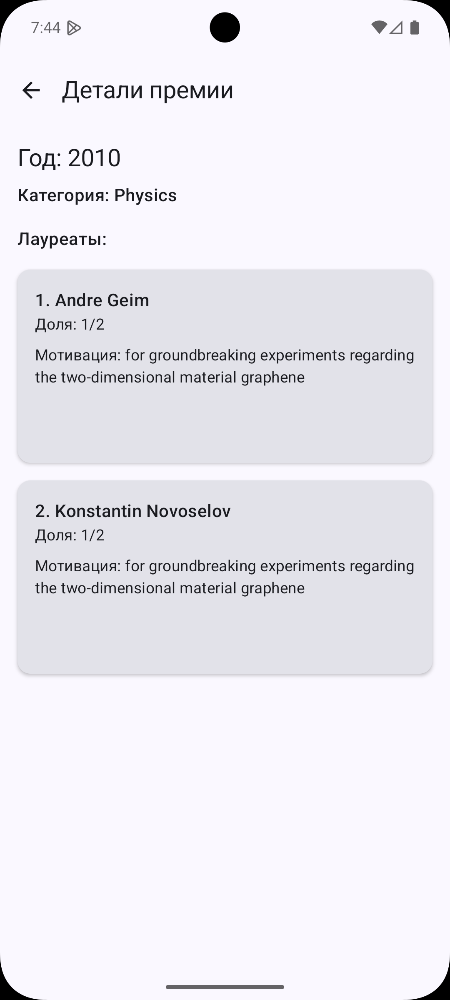 7:44
Детали премии
Год: 2010
Категория: Physics
Лауреаты:
1. Andre Geim
Доля: 1/2
Мотивация: for groundbreaking experiments regarding
the two-dimensional material graphene
2. Konstantin Novoselov
Доля: 1/2
Мотивация: for groundbreaking experiments regarding
the two-dimensional material graphene